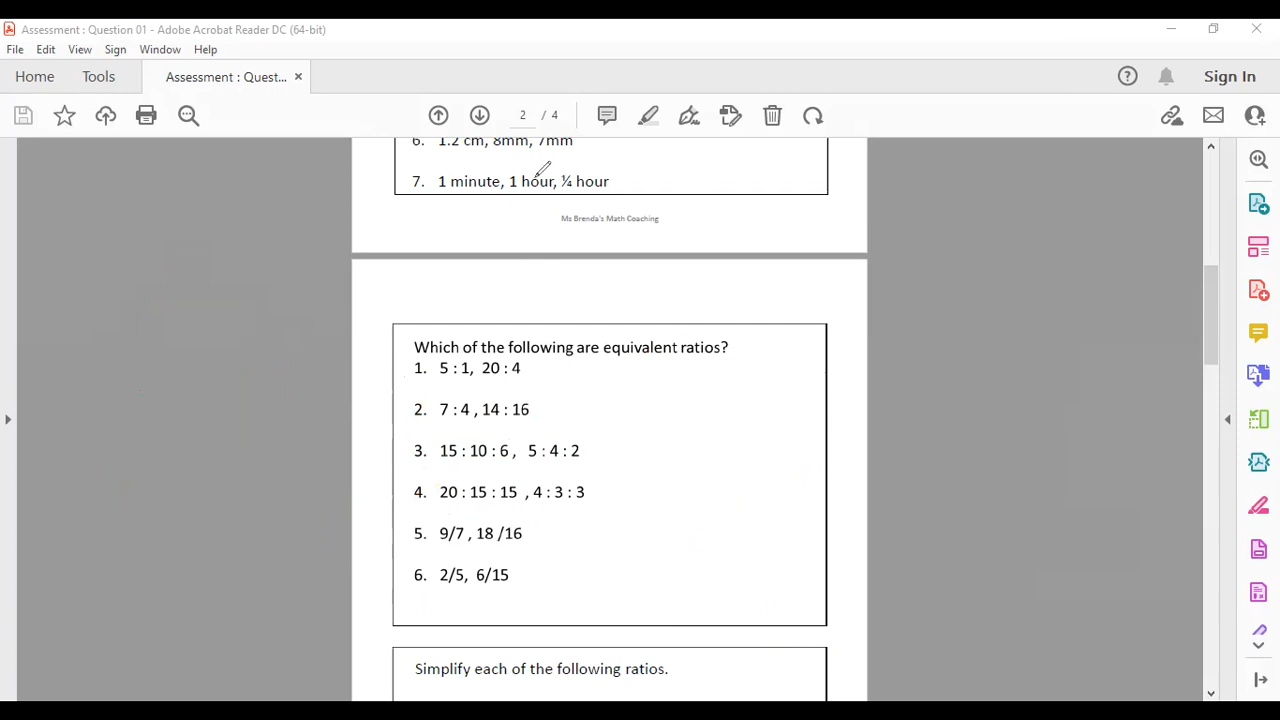 Assessment : Question 01 - Adobe Acrobat Reader DC (64-bit)
File Edit View Sign Window Help
Home Tools Assessment : Quest... Sign In
2 / 4
6. 1.2 cm, 8mm, 7mm
7. 1 minute, 1 hour, ¼ hour
Ms Brenda's Math Coaching
Which of the following are equivalent ratios?
1. 5 : 1, 20 : 4
2. 7 : 4 , 14 : 16
3. 15 : 10 : 6 , 5 : 4 : 2
4. 20 : 15 : 15 , 4 : 3 : 3
5. 9/7 , 18 /16
6. 2/5, 6/15
Simplify each of the following ratios.